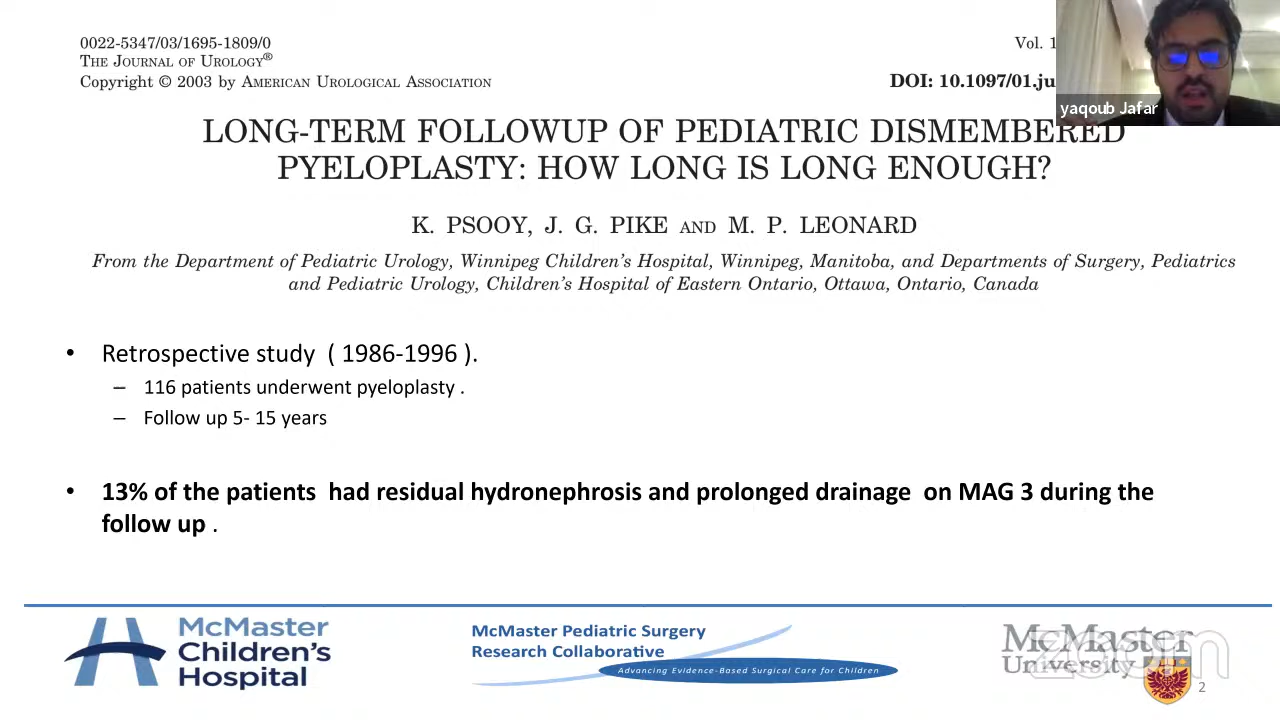 0022-5347/03/1695-1809/0
THE JOURNAL OF UROLOGY®
Copyright © 2003 by AMERICAN UROLOGICAL ASSOCIATION
Vol. 1
DOI: 10.1097/01.ju
yaqoub Jafar
LONG-TERM FOLLOWUP OF PEDIATRIC DISMEMBERED
PYELOPLASTY: HOW LONG IS LONG ENOUGH?
K. PSOOY, J. G. PIKE AND M. P. LEONARD
From the Department of Pediatric Urology, Winnipeg Children's Hospital, Winnipeg, Manitoba, and Departments of Surgery, Pediatrics
and Pediatric Urology, Children's Hospital of Eastern Ontario, Ottawa, Ontario, Canada
• Retrospective study ( 1986-1996 ).
– 116 patients underwent pyeloplasty .
– Follow up 5- 15 years
• 13% of the patients had residual hydronephrosis and prolonged drainage on MAG 3 during the
follow up .
McMaster
Children's
Hospital
McMaster Pediatric Surgery
Research Collaborative
Advancing Evidence-Based Surgical Care for Children
McMaster
University
zoom
2